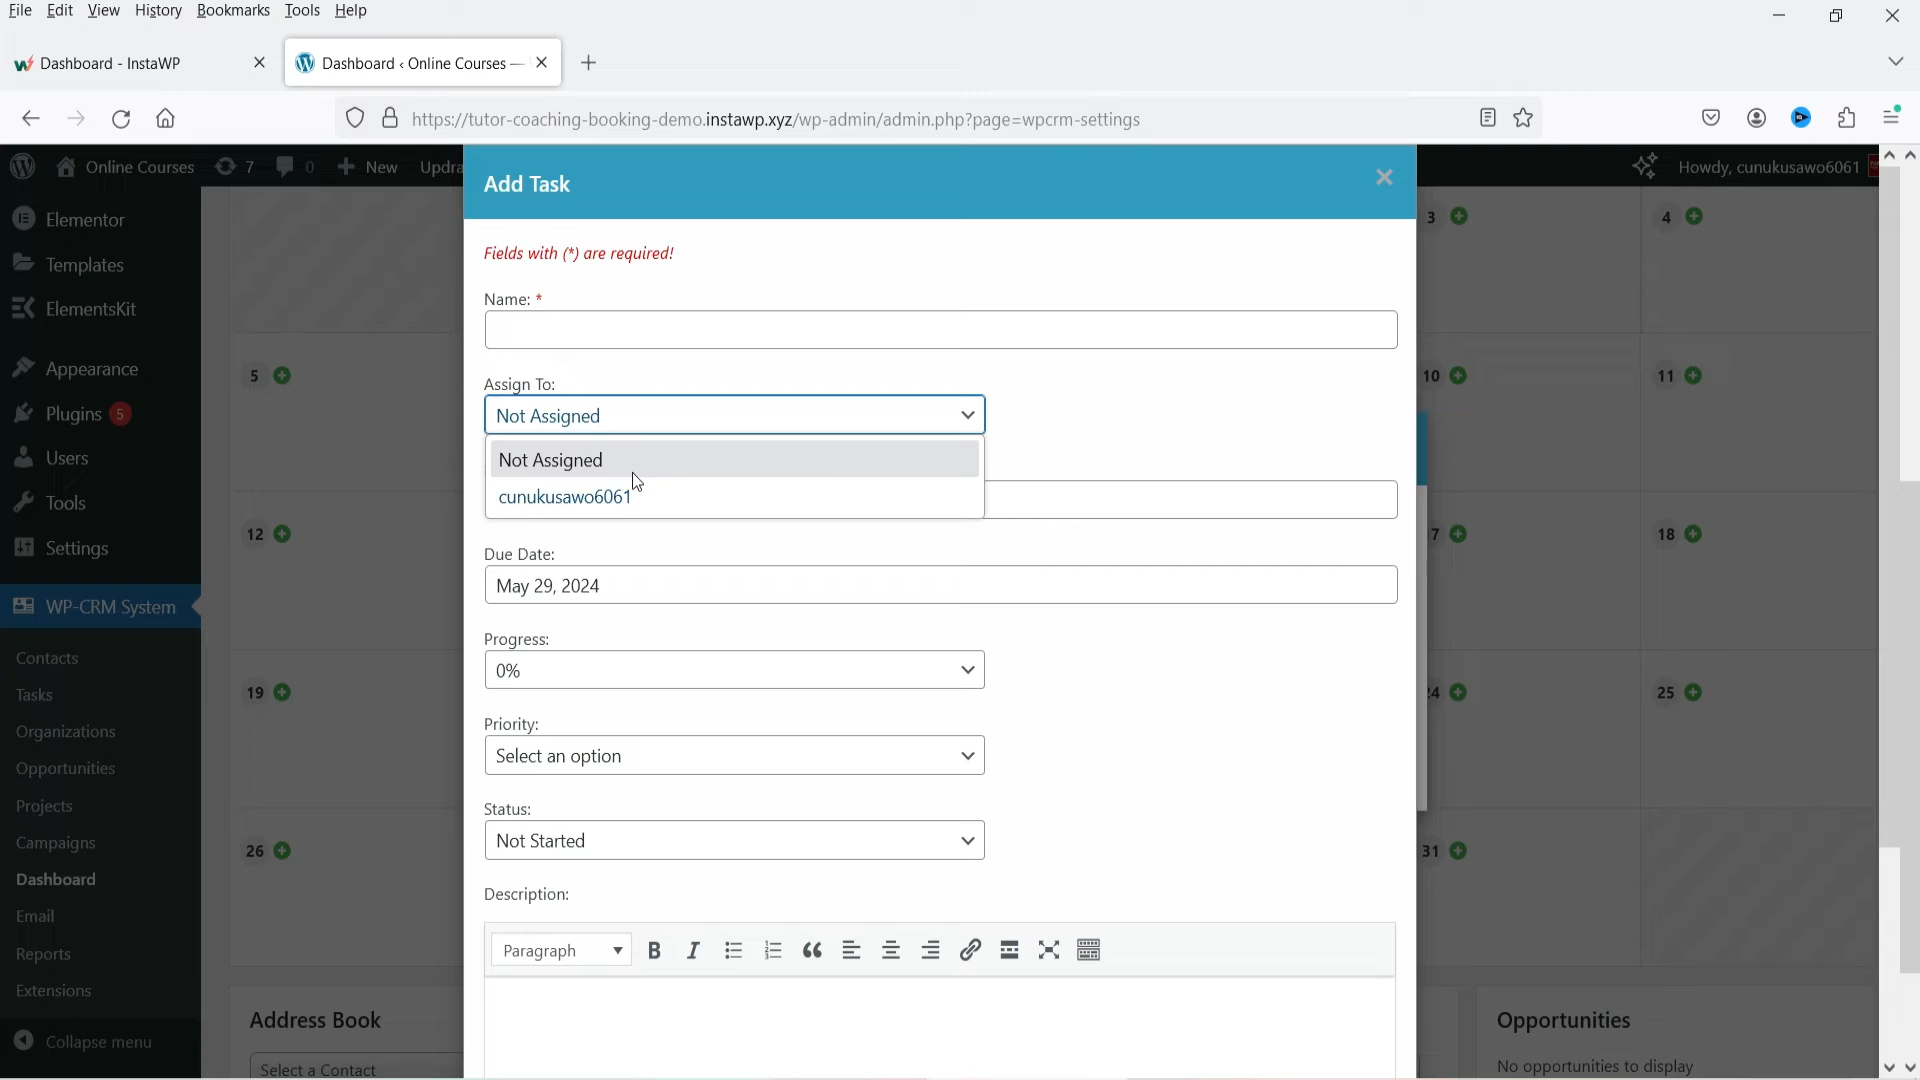 File Edit View History Bookmarks Tools Help
Dashboard - InstaWP
Dashboard ‹ Online Courses —
https://tutor-coaching-booking-demo.instawp.xyz/wp-admin/admin.php?page=wpcrm-settings
Online Courses 7 0 New Updra
Howdy, cunukusawo6061
Elementor
Templates
ElementsKit
Appearance
Plugins 5
Users
Tools
Settings
WP-CRM System
Contacts
Tasks
Organizations
Opportunities
Projects
Campaigns
Dashboard
Email
Reports
Extensions
Collapse menu
Add Task
Fields with (*) are required!
Name: *
Assign To:
Not Assigned
Not Assigned
cunukusawo6061
Due Date:
May 29, 2024
Progress:
0%
Priority:
Select an option
Status:
Not Started
Description:
Paragraph
3 4
5 10 11
12 7 18
19 24 25
26 31
Address Book
Select a Contact
Opportunities
No opportunities to display